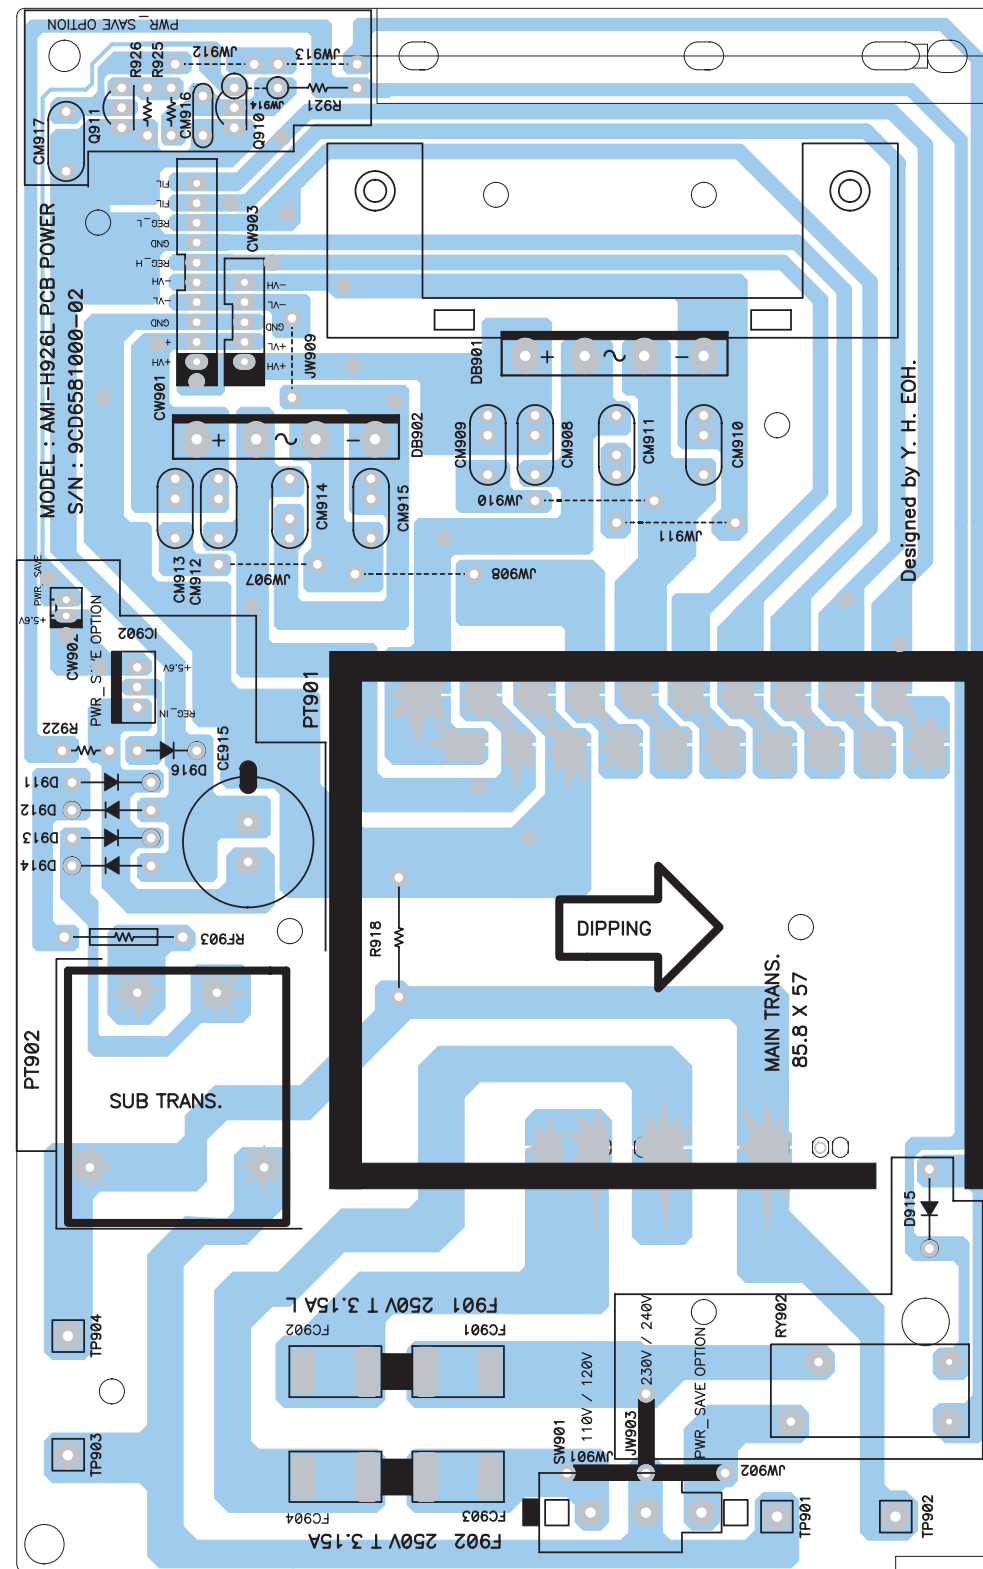 PWR_SAVE OPTION
R926
R925
JW912
JW913
CM917
Q911
CM916
Q910
JW914
R921
FIL
FIL
REG_L
GND
REG_H
-VH
-VL
GND
+
+VH
CW903
-VH
-VL
GND
+VL
+VH
MODEL : AMI-H926L PCB POWER
S/N : 9CD6581000-02
CW901
JW909
DB901
+ ~ -
DB902
+ ~ -
CM909
CM908
CM911
CM910
CM913
CM912
CM914
CM915
JW910
JW911
JW907
JW908
Designed by Y. H. EOH.
PWR_SAVE
+5.6V
CW902
PWR_SAVE OPTION
IC902
+5.6V
REG_IN
R922
D916
CE915
D911
D912
D913
D914
PT901
RF903
R918
DIPPING
MAIN TRANS.
85.8 X 57
PT902
SUB TRANS.
D915
TP904
F901 250V T 3.15A L
FC902
FC901
TP903
FC904
FC903
F902 250V T 3.15A
SW901
110V / 120V
JW901
JW903
230V / 240V
PWR_SAVE OPTION
JW902
RY902
TP901
TP902